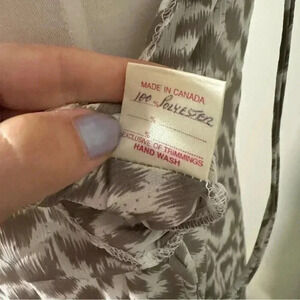 MADE IN CANADA
100% POLYESTER
%
%
EXCLUSIVE OF TRIMMINGS
HAND WASH